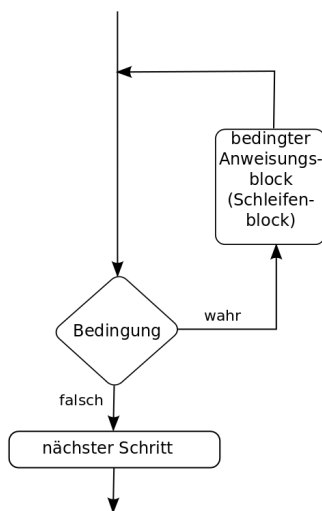 bedingter
Anweisungs-
block
(Schleifen-
block)
Bedingung
wahr
falsch
nächster Schritt